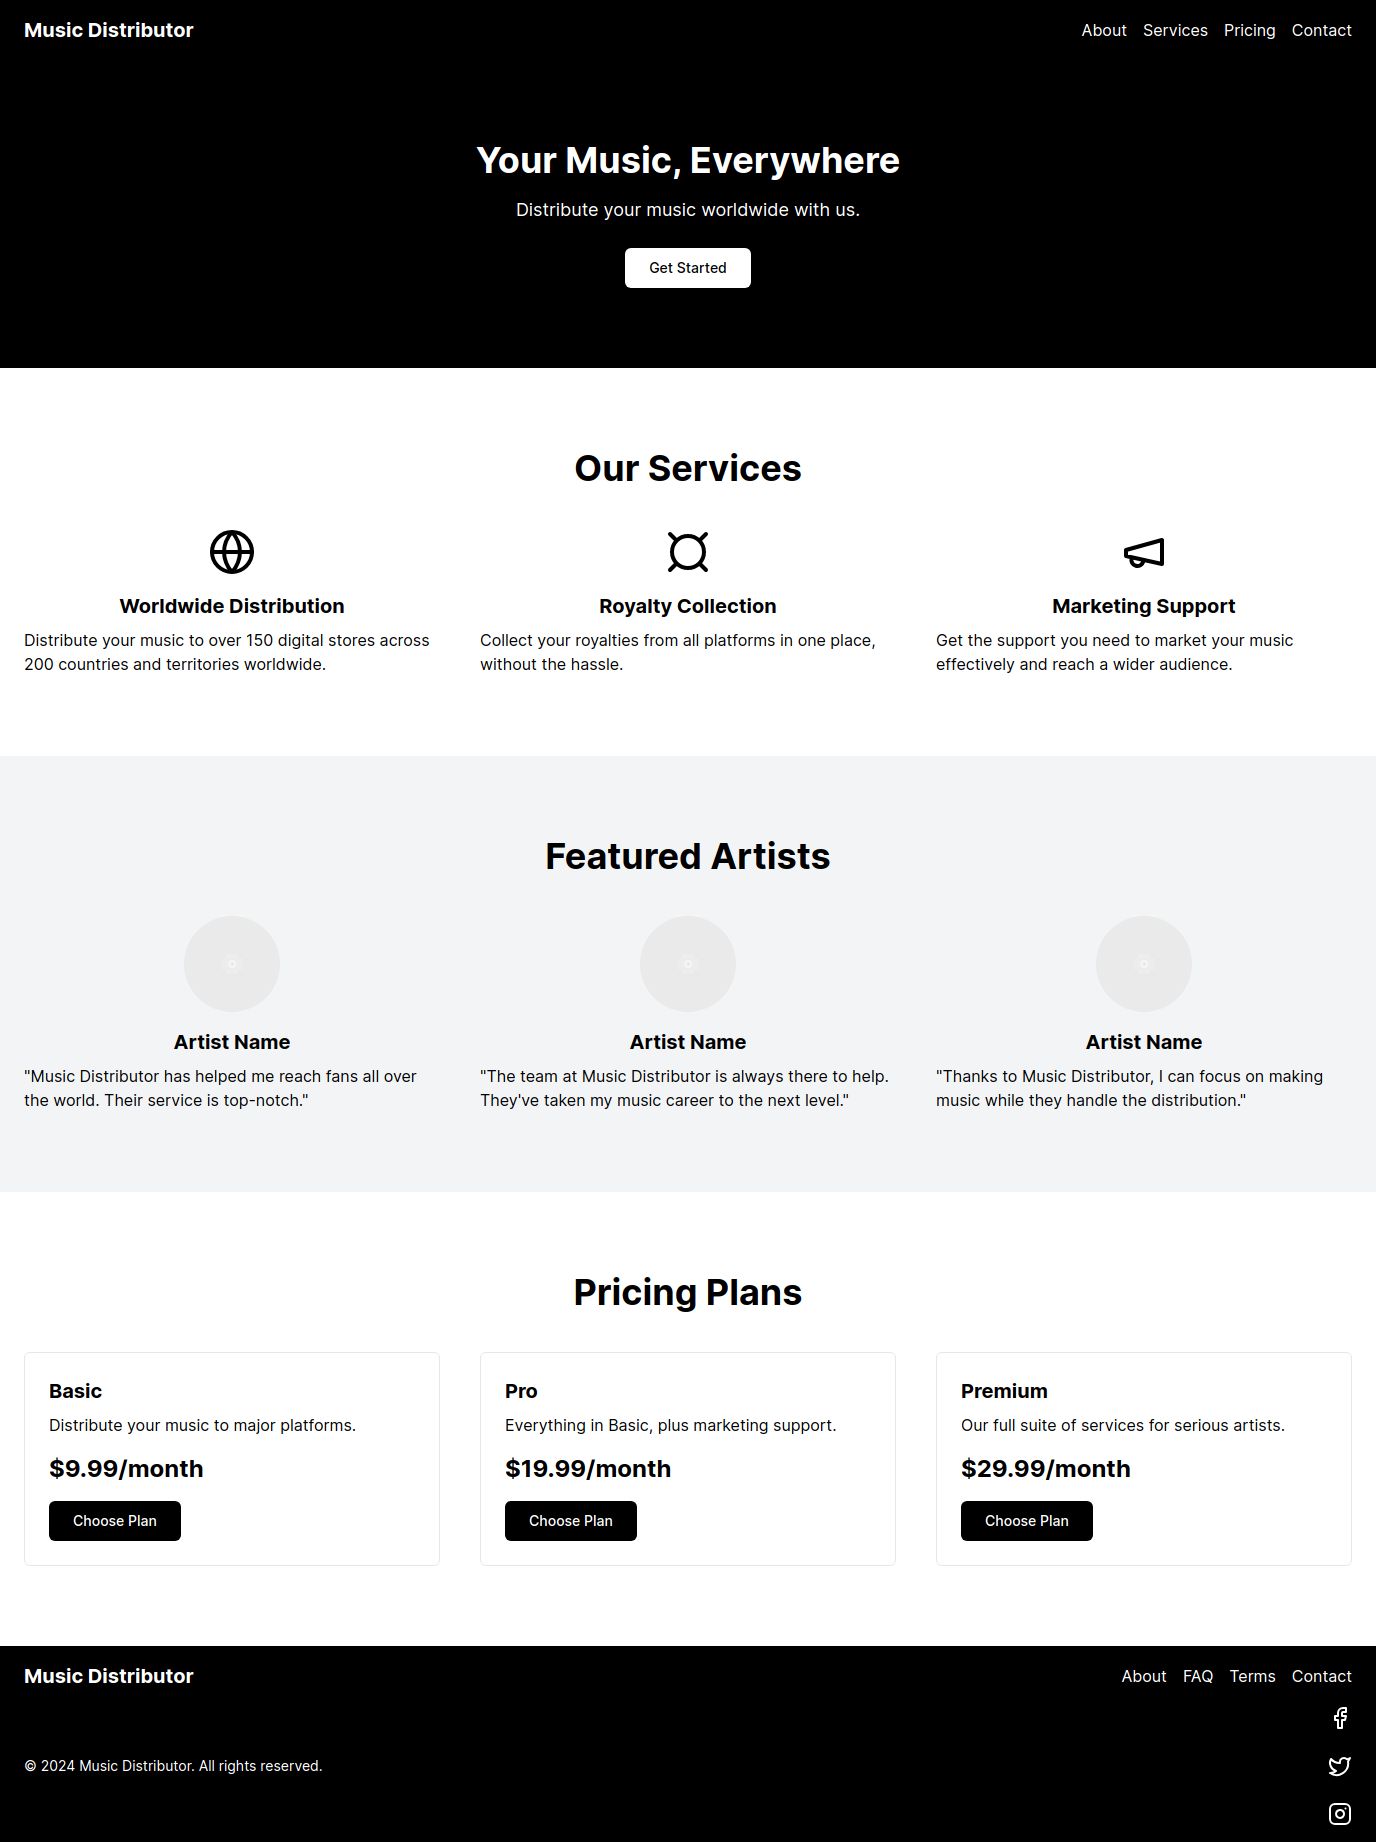 Music Distributor
About Services Pricing Contact
Your Music, Everywhere
Distribute your music worldwide with us.
Get Started
Our Services
Worldwide Distribution
Distribute your music to over 150 digital stores across
200 countries and territories worldwide.
Royalty Collection
Collect your royalties from all platforms in one place,
without the hassle.
Marketing Support
Get the support you need to market your music
effectively and reach a wider audience.
Featured Artists
Artist Name
"Music Distributor has helped me reach fans all over
the world. Their service is top-notch."
Artist Name
"The team at Music Distributor is always there to help.
They've taken my music career to the next level."
Artist Name
"Thanks to Music Distributor, I can focus on making
music while they handle the distribution."
Pricing Plans
Basic
Distribute your music to major platforms.
$9.99/month
Choose Plan
Pro
Everything in Basic, plus marketing support.
$19.99/month
Choose Plan
Premium
Our full suite of services for serious artists.
$29.99/month
Choose Plan
Music Distributor
About FAQ Terms Contact
© 2024 Music Distributor. All rights reserved.